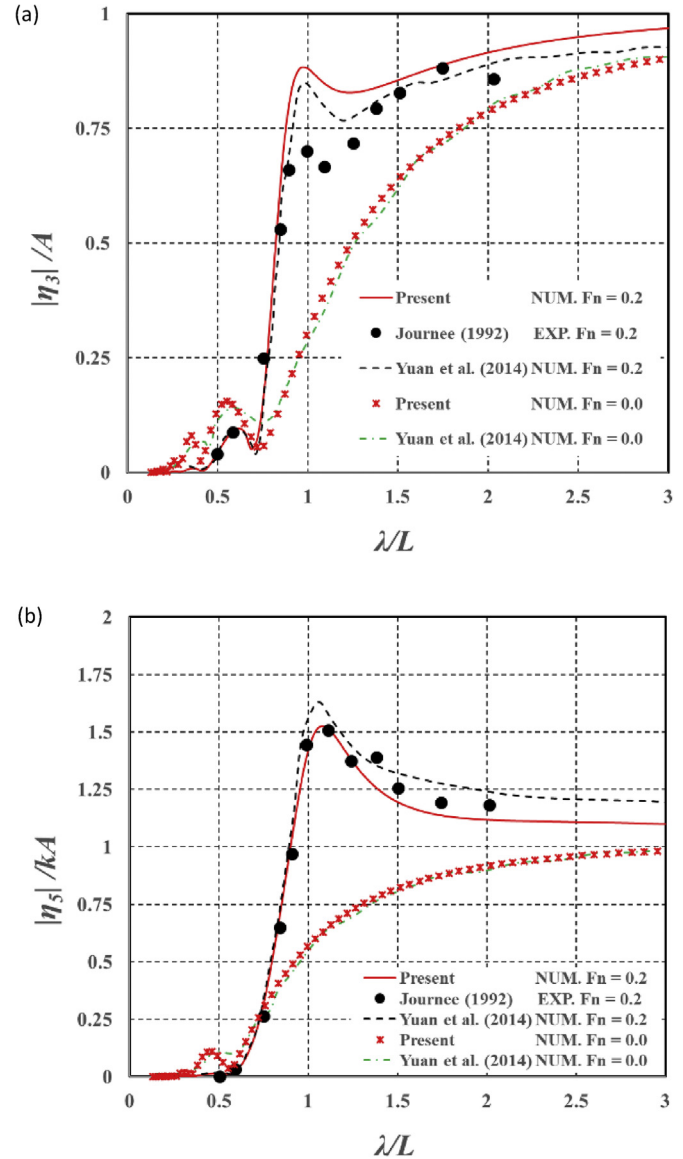 (a)
1
0.75
0.5
0.25
0
|η₃| /A
Present NUM. Fn = 0.2
Journee (1992) EXP. Fn = 0.2
Yuan et al. (2014) NUM. Fn = 0.2
Present NUM. Fn = 0.0
Yuan et al. (2014) NUM. Fn = 0.0
0 0.5 1 1.5 2 2.5 3
λ/L
(b)
2
1.75
1.5
1.25
1
0.75
0.5
0.25
0
|η₅| /kA
Present NUM. Fn = 0.2
Journee (1992) EXP. Fn = 0.2
Yuan et al. (2014) NUM. Fn = 0.2
Present NUM. Fn = 0.0
Yuan et al. (2014) NUM. Fn = 0.0
0 0.5 1 1.5 2 2.5 3
λ/L